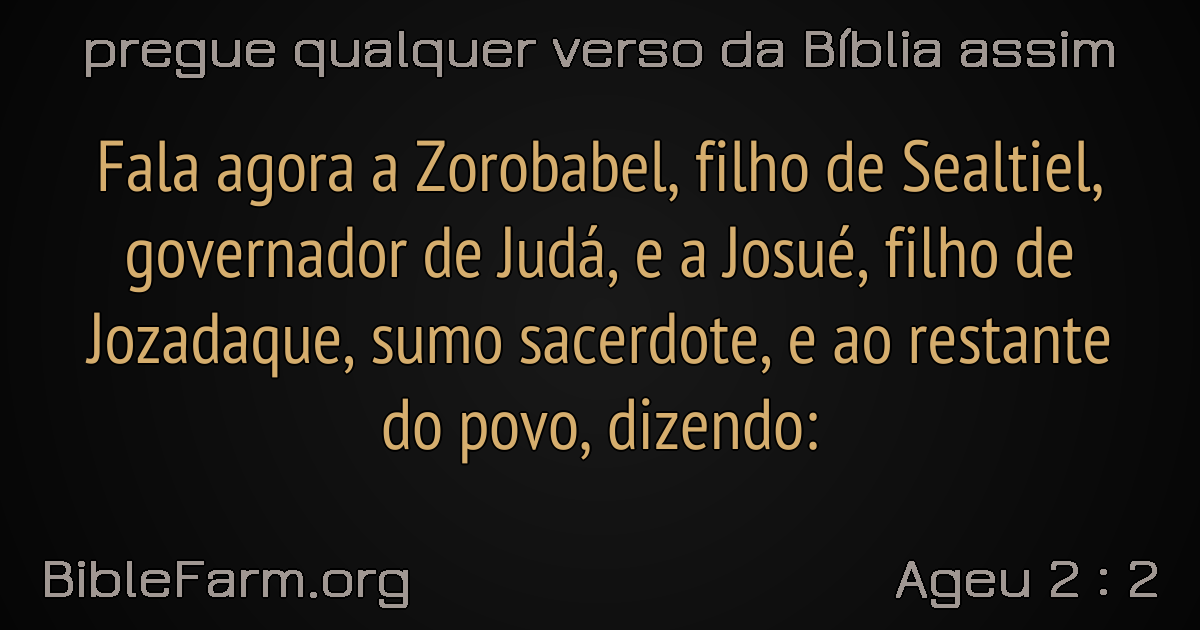 pregue qualquer verso da Bíblia assim
Fala agora a Zorobabel, filho de Sealtiel,
governador de Judá, e a Josué, filho de
Jozadaque, sumo sacerdote, e ao restante
do povo, dizendo:
BibleFarm.org
Ageu 2 : 2